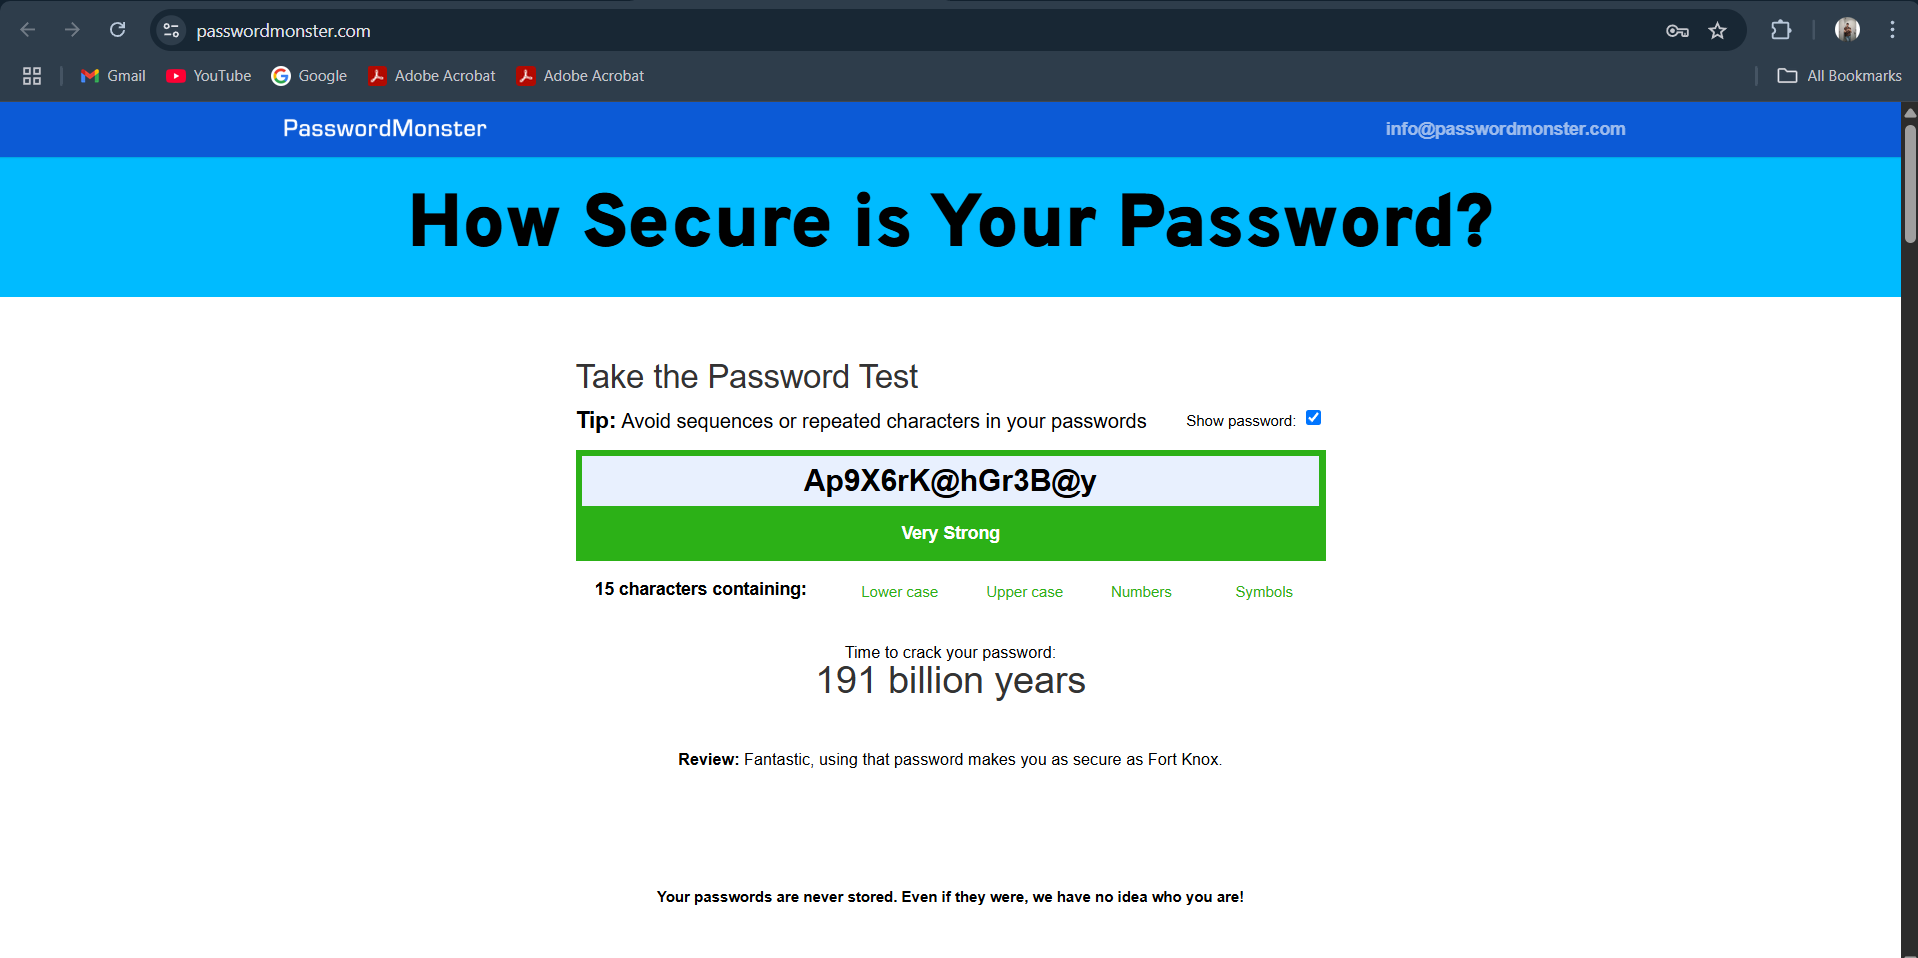 passwordmonster.com
Gmail YouTube Google Adobe Acrobat Adobe Acrobat All Bookmarks
PasswordMonster info@passwordmonster.com
How Secure is Your Password?
Take the Password Test
Tip: Avoid sequences or repeated characters in your passwords Show password:
Ap9X6rK@hGr3B@y
Very Strong
15 characters containing: Lower case Upper case Numbers Symbols
Time to crack your password:
191 billion years
Review: Fantastic, using that password makes you as secure as Fort Knox.
Your passwords are never stored. Even if they were, we have no idea who you are!